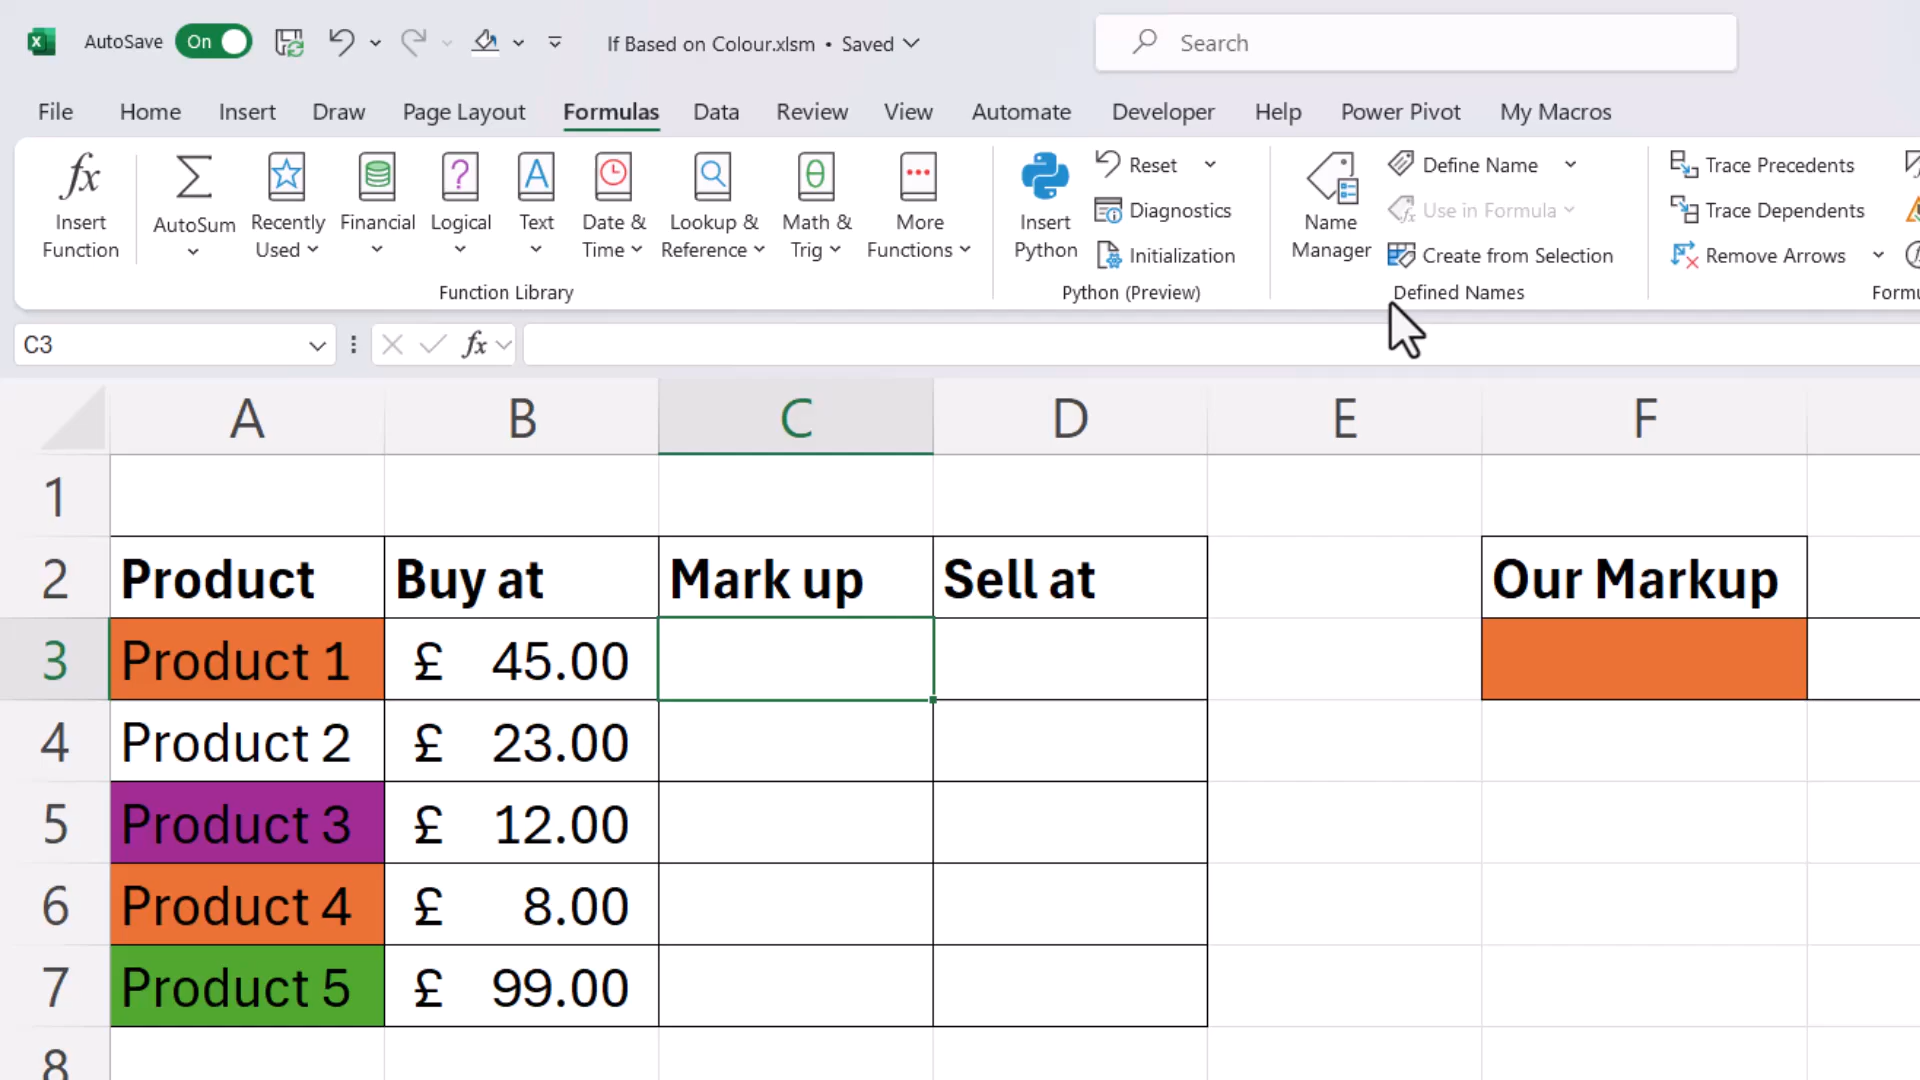 AutoSave On If Based on Colour.xlsm • Saved Search
File Home Insert Draw Page Layout Formulas Data Review View Automate Developer Help Power Pivot My Macros
Insert Function
AutoSum
Recently Used
Financial
Logical
Text
Date & Time
Lookup & Reference
Math & Trig
More Functions
Function Library
Insert Python
Reset
Diagnostics
Initialization
Python (Preview)
Name Manager
Define Name
Use in Formula
Create from Selection
Defined Names
Trace Precedents
Trace Dependents
Remove Arrows
Formu
C3 fx
A B C D E F
1
2 Product Buy at Mark up Sell at Our Markup
3 Product 1 £ 45.00
4 Product 2 £ 23.00
5 Product 3 £ 12.00
6 Product 4 £ 8.00
7 Product 5 £ 99.00
8